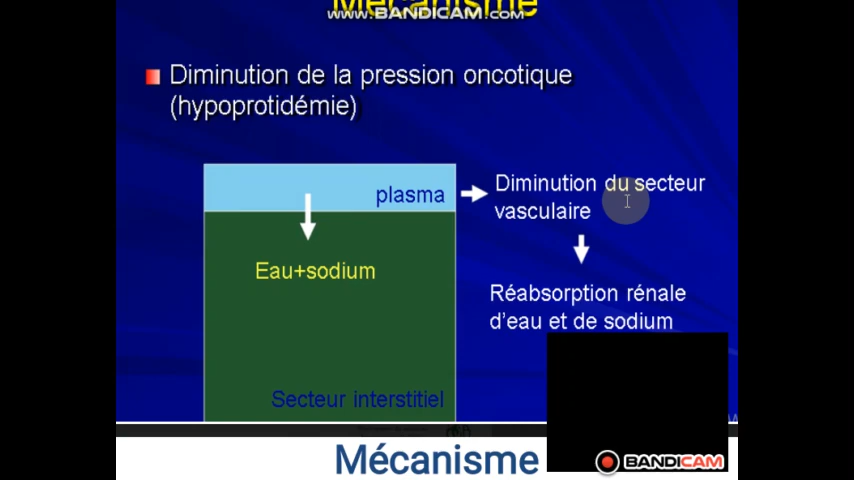 Mécanisme
www.BANDICAM.com
Diminution de la pression oncotique
(hypoprotidémie)
plasma
Diminution du secteur
vasculaire
Eau+sodium
Réabsorption rénale
d'eau et de sodium
Secteur interstitiel
Mécanisme
BANDICAM